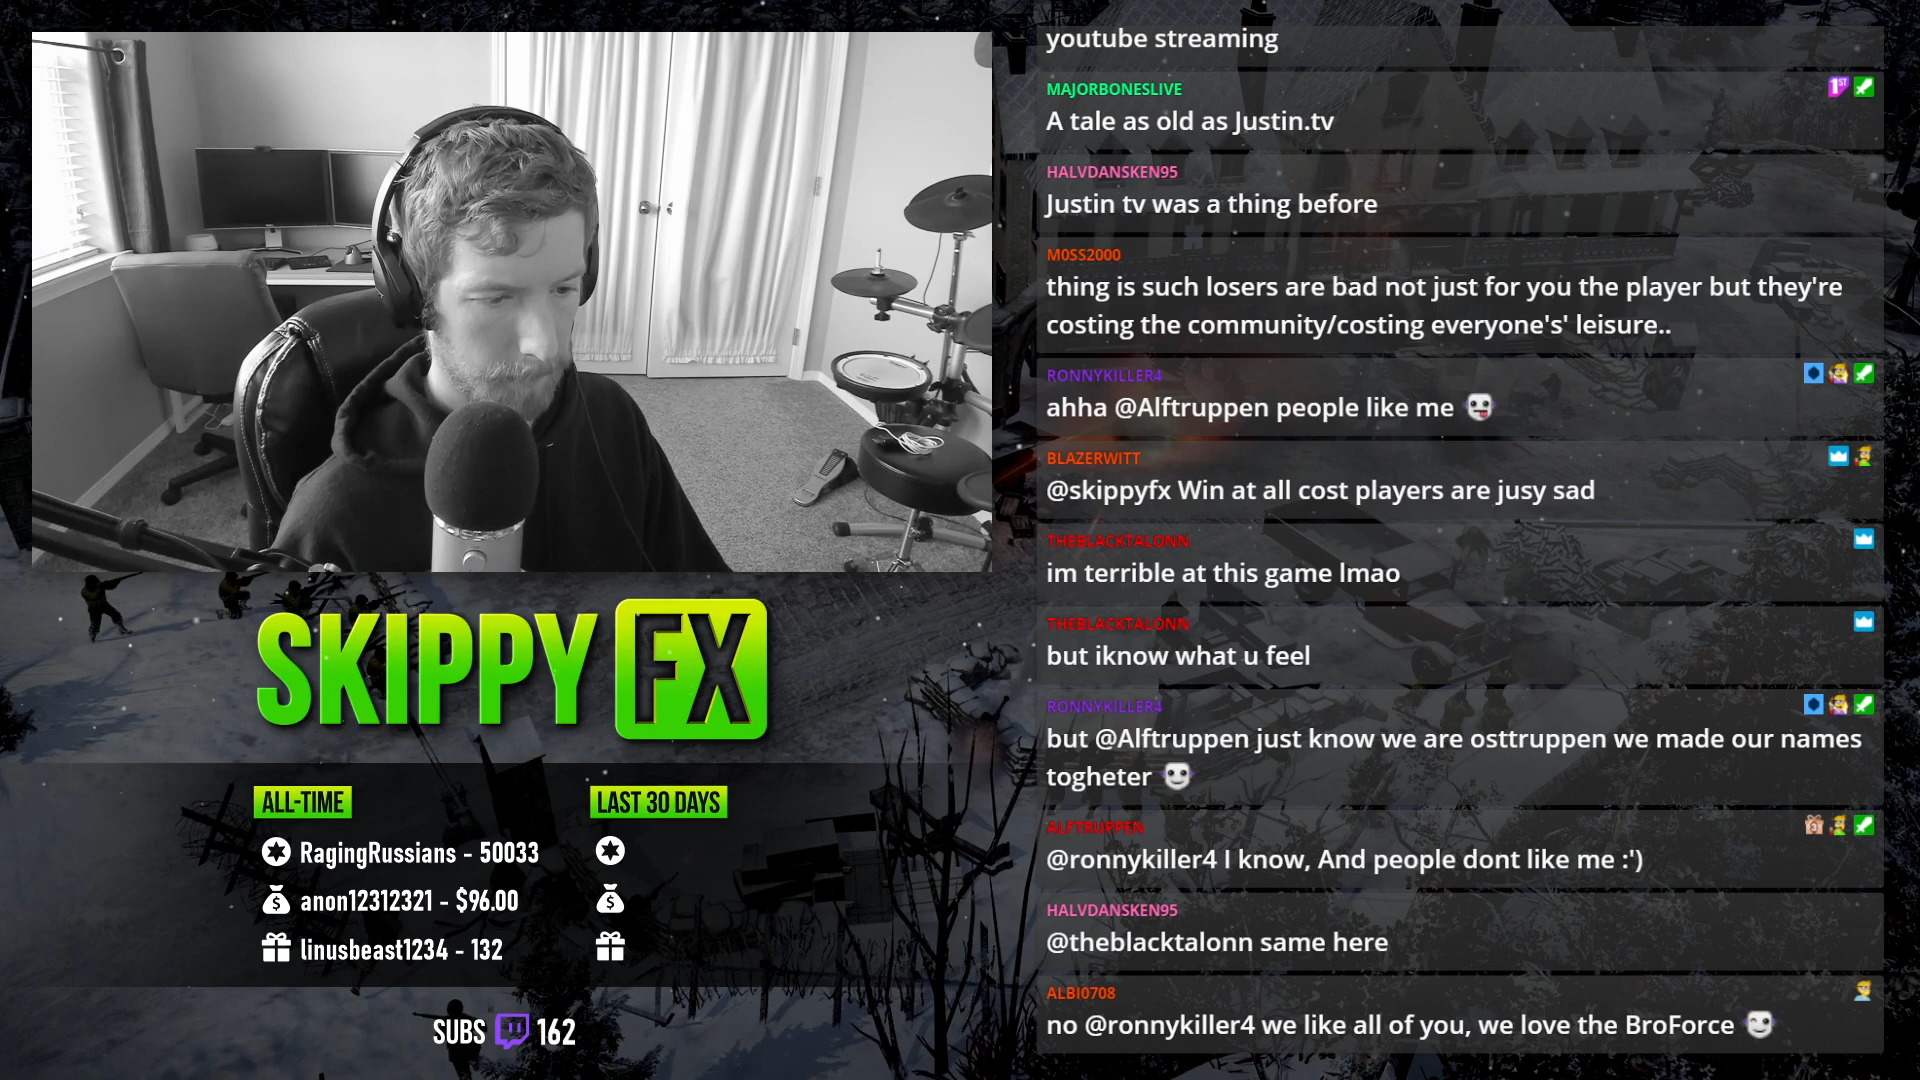 youtube streaming
MAJORBONESLIVE
A tale as old as Justin.tv
HALVDANSKEN95
Justin tv was a thing before
M0SS2000
thing is such losers are bad not just for you the player but they're
costing the community/costing everyone's' leisure..
RONNYKILLER4
ahha @Alftruppen people like me
BLAZERWITT
@skippyfx Win at all cost players are jusy sad
THEBLACKTALONN
im terrible at this game lmao
THEBLACKTALONN
but iknow what u feel
RONNYKILLER4
but @Alftruppen just know we are osttruppen we made our names
togheter
ALFTRUPPEN
@ronnykiller4 I know, And people dont like me :')
HALVDANSKEN95
@theblacktalonn same here
ALBI0708
no @ronnykiller4 we like all of you, we love the BroForce
SKIPPY FX
ALL-TIME
RagingRussians - 50033
anon12312321 - $96.00
linusbeast1234 - 132
LAST 30 DAYS
SUBS 162